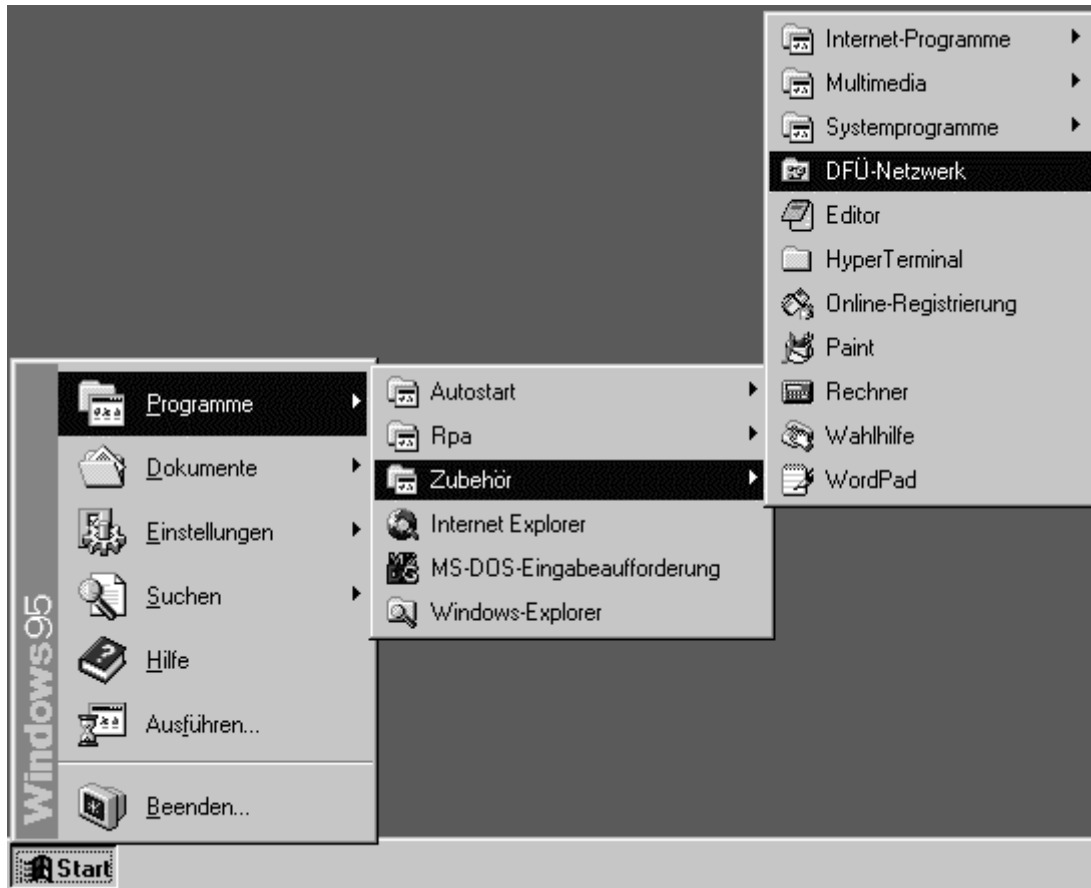 Internet-Programme
Multimedia
Systemprogramme
DFÜ-Netzwerk
Editor
HyperTerminal
Online-Registrierung
Paint
Rechner
Wahlhilfe
WordPad
Autostart
Rpa
Zubehör
Internet Explorer
MS-DOS-Eingabeaufforderung
Windows-Explorer
Programme
Dokumente
Einstellungen
Suchen
Hilfe
Ausführen...
Beenden...
Windows95
Start